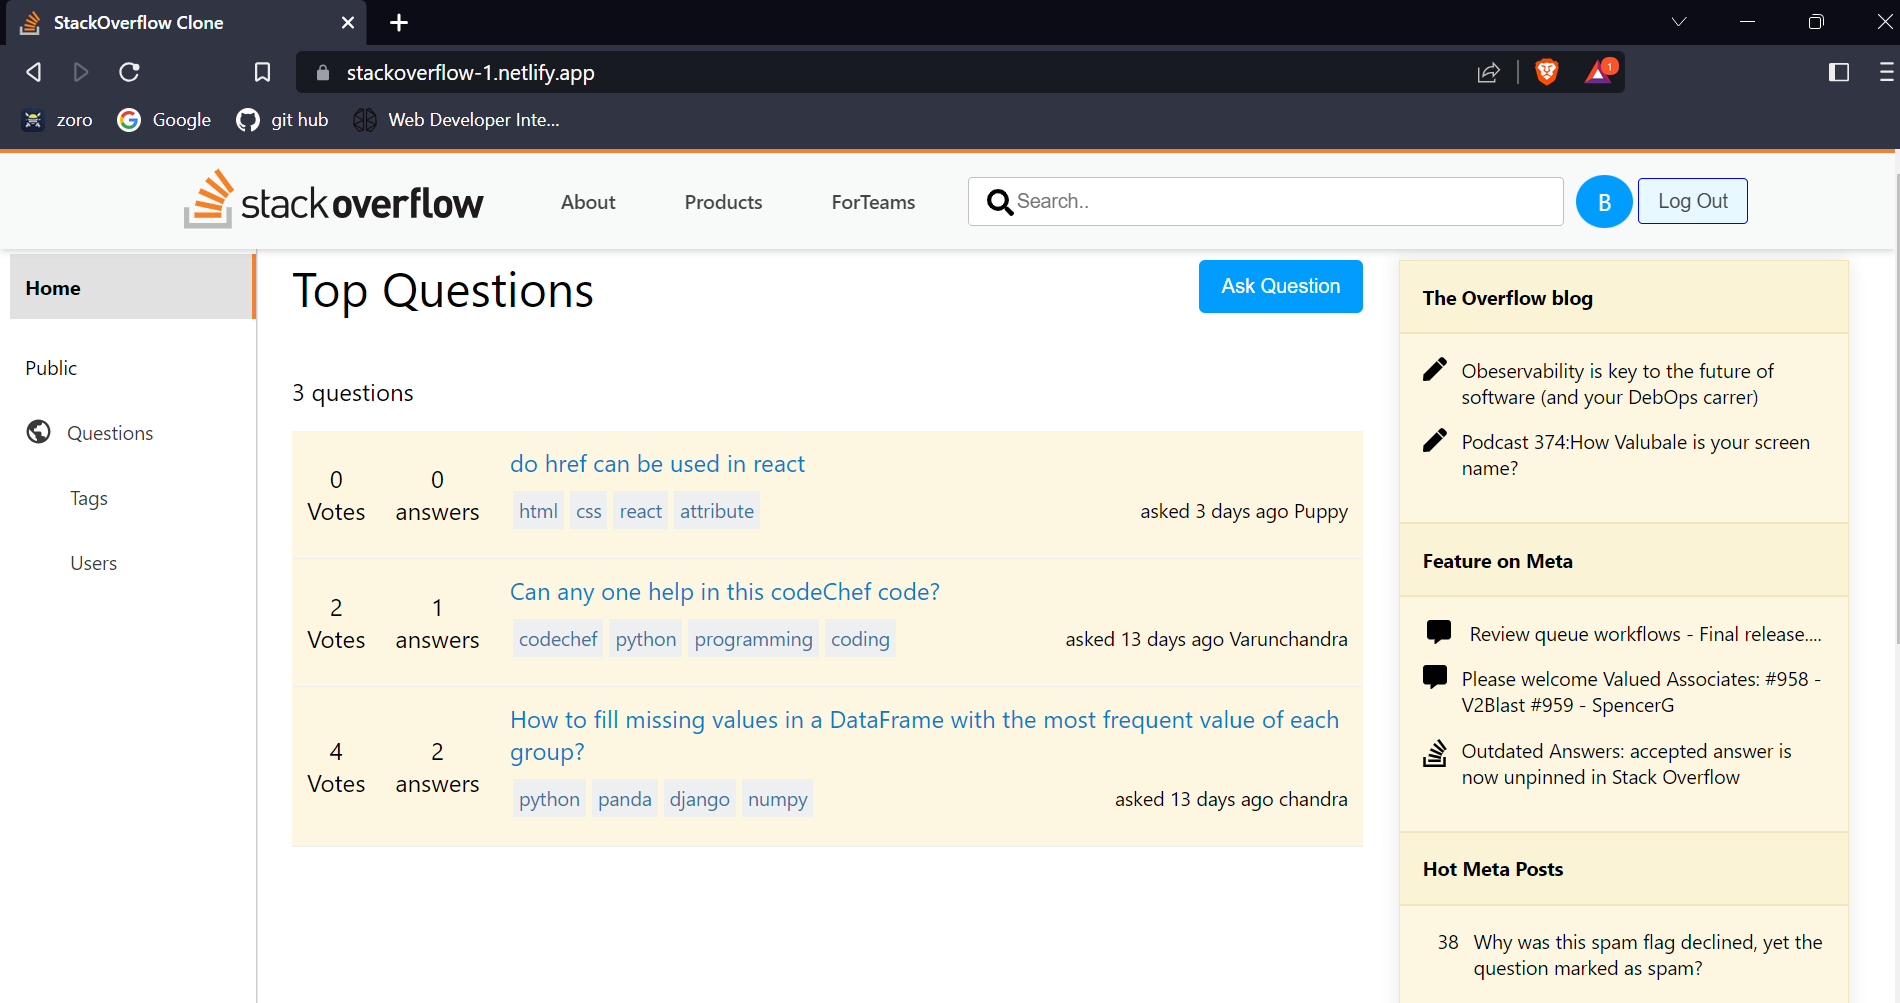 StackOverflow Clone
stackoverflow-1.netlify.app
1
zoro
Google
git hub
Web Developer Inte...
stackoverflow
About
Products
ForTeams
Search..
B
Log Out
Home
Public
Questions
Tags
Users
Top Questions
Ask Question
3 questions
0
Votes
0
answers
do href can be used in react
html css react attribute
asked 3 days ago Puppy
2
Votes
1
answers
Can any one help in this codeChef code?
codechef python programming coding
asked 13 days ago Varunchandra
4
Votes
2
answers
How to fill missing values in a DataFrame with the most frequent value of each
group?
python panda django numpy
asked 13 days ago chandra
The Overflow blog
Obeservability is key to the future of
software (and your DebOps carrer)
Podcast 374:How Valubale is your screen
name?
Feature on Meta
Review queue workflows - Final release....
Please welcome Valued Associates: #958 -
V2Blast #959 - SpencerG
Outdated Answers: accepted answer is
now unpinned in Stack Overflow
Hot Meta Posts
38 Why was this spam flag declined, yet the
question marked as spam?